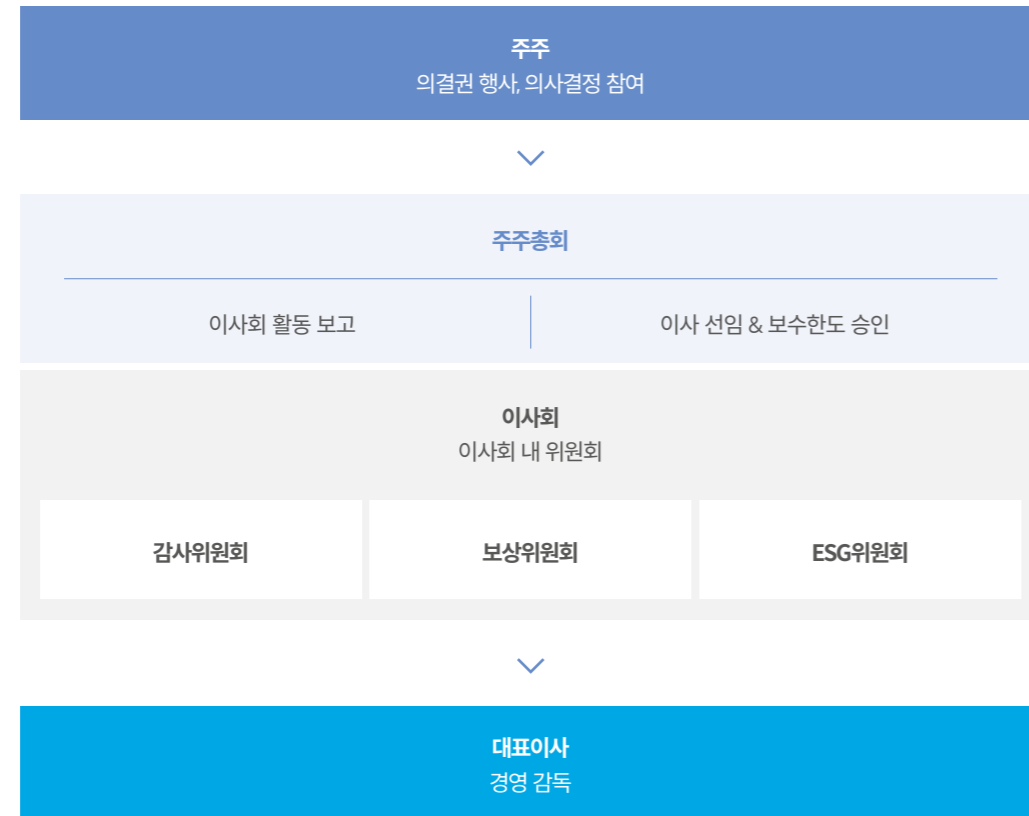 주주
의결권 행사, 의사결정 참여
주주총회
이사회 활동 보고
이사 선임 & 보수한도 승인
이사회
이사회 내 위원회
감사위원회
보상위원회
ESG위원회
대표이사
경영 감독